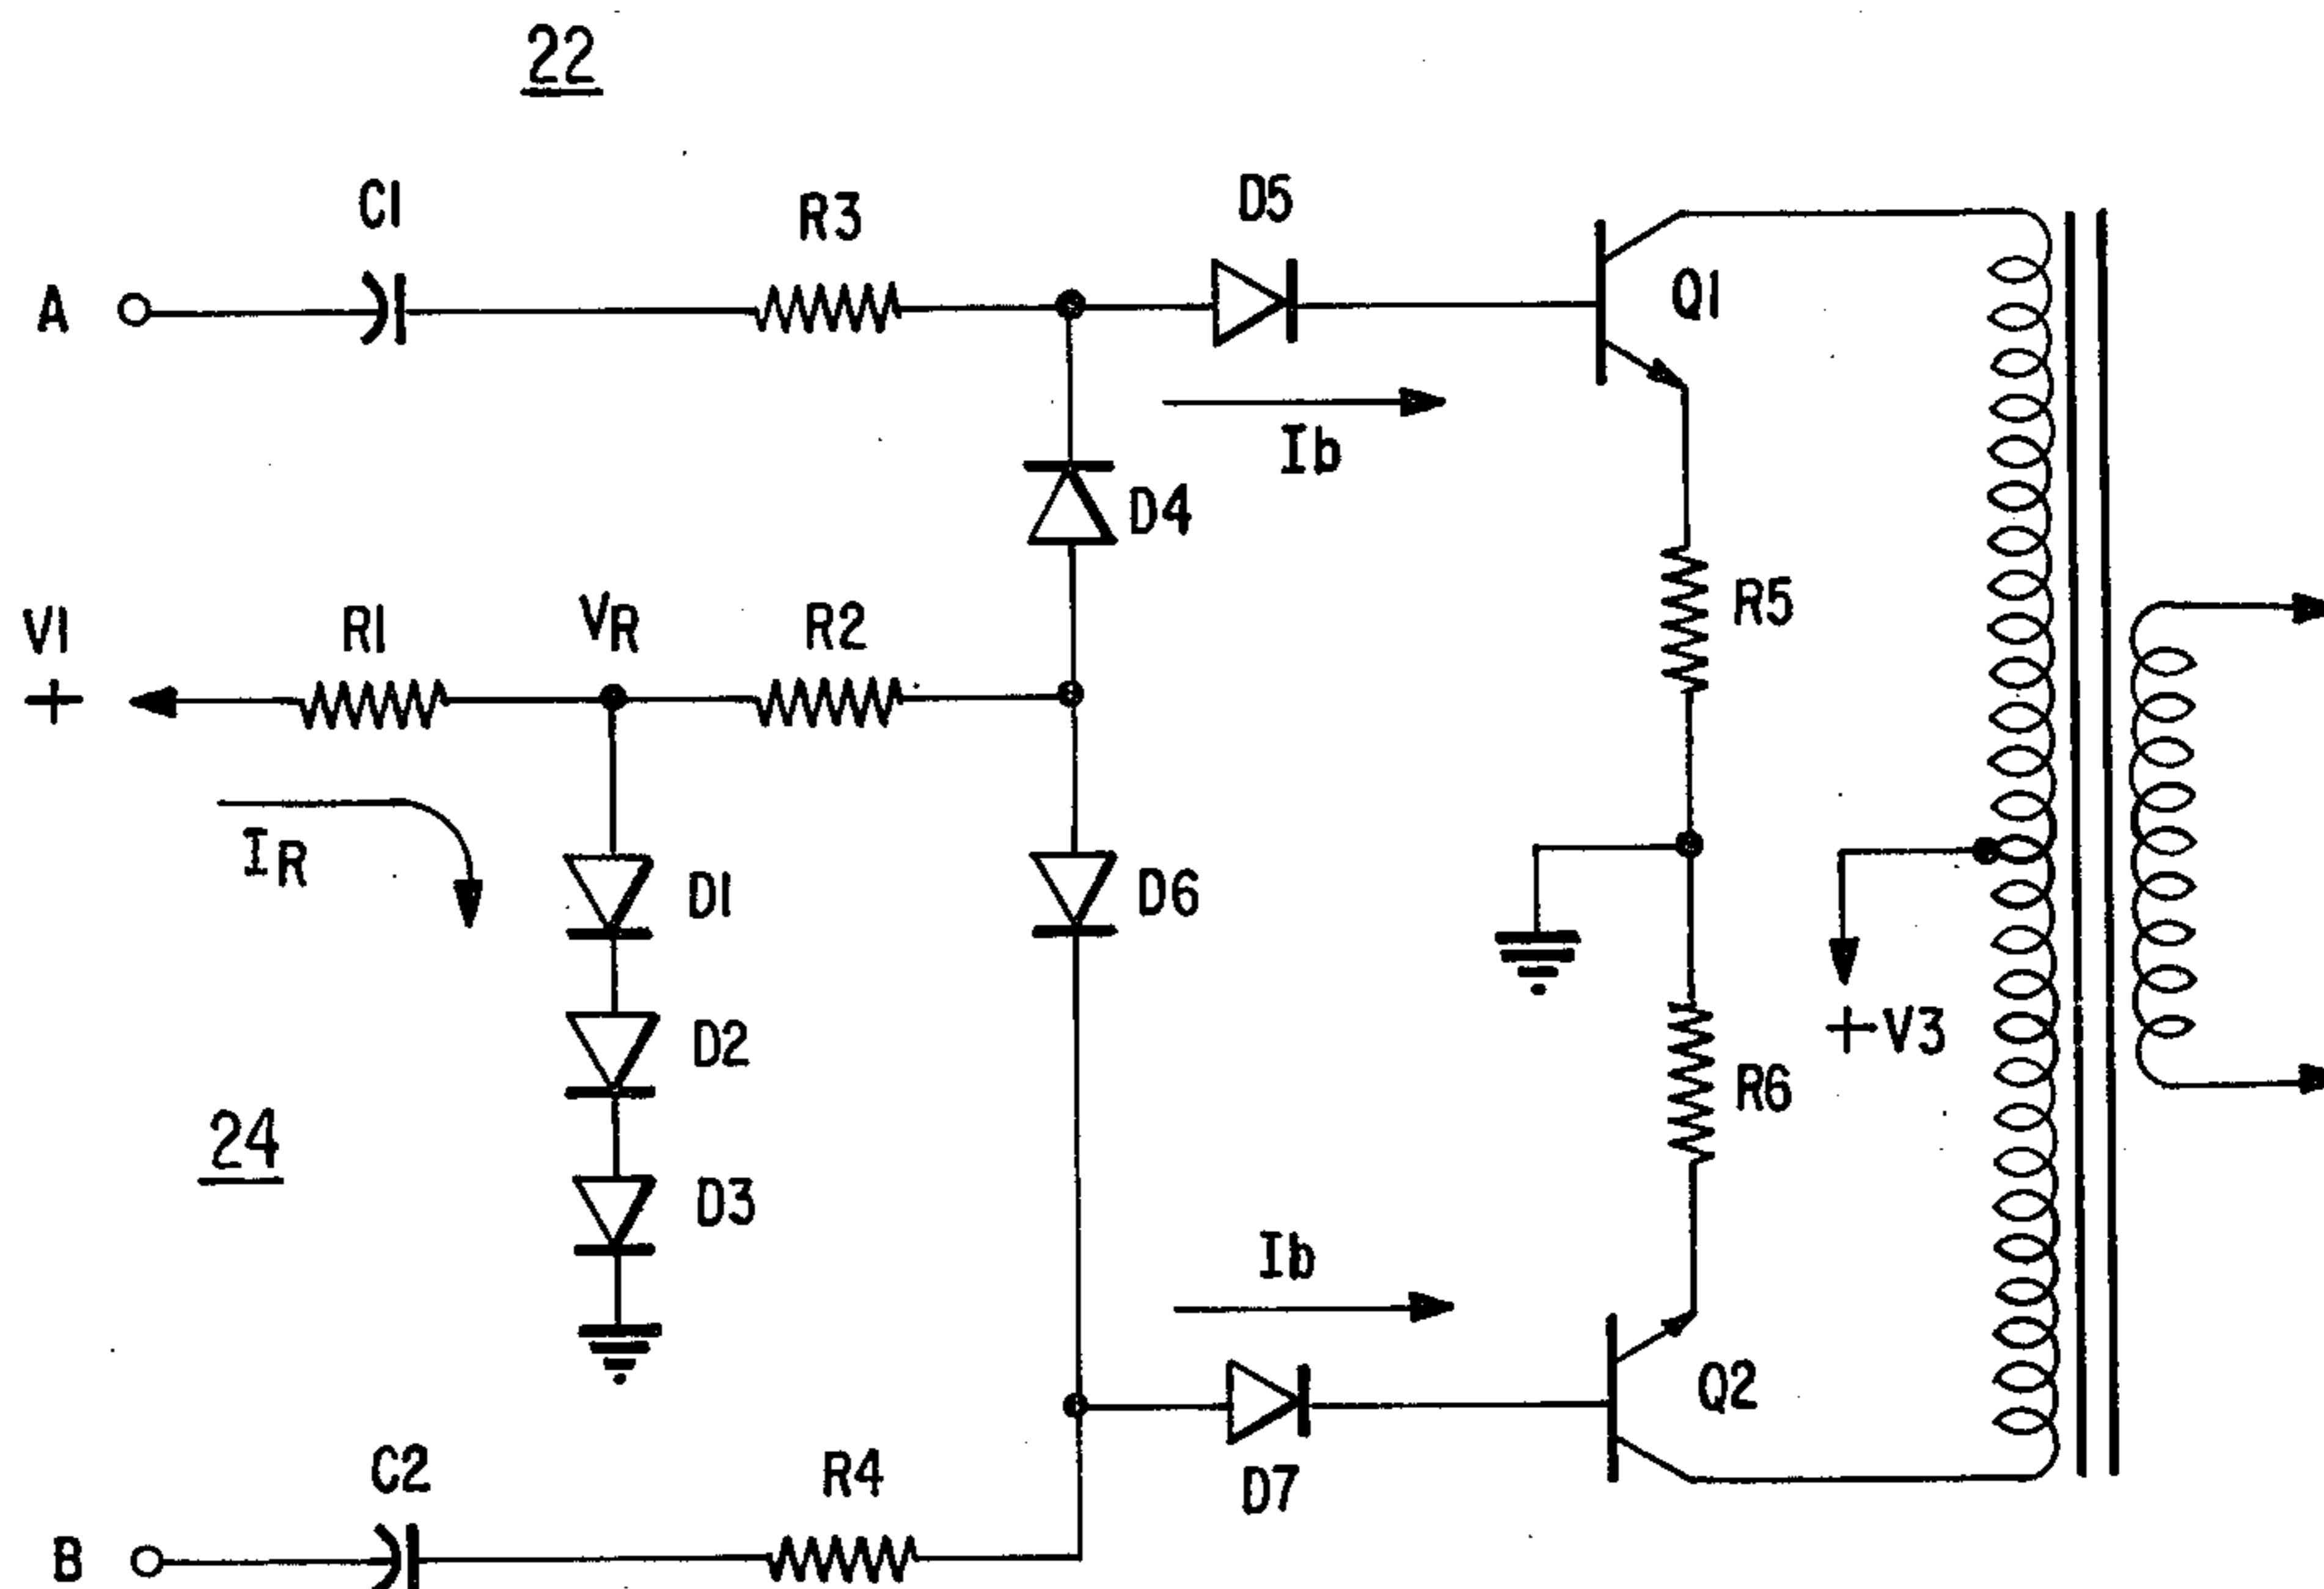 22
C1
R3
D5
A
Q1
Ib
D4
V1
R1
VR
R2
R5
+
IR
D1
D6
D2
+V3
R6
24
D3
Ib
Q2
C2
R4
D7
B